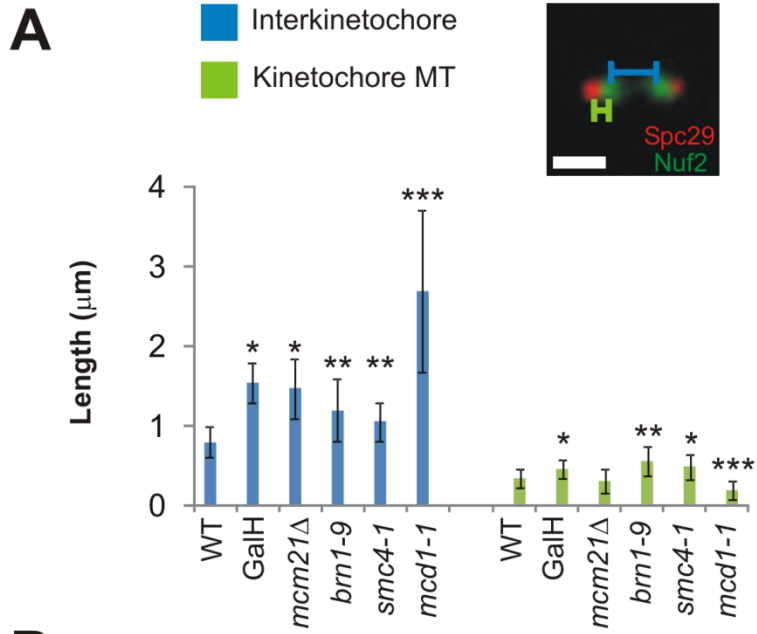 A
Interkinetochore
Kinetochore MT
Spc29
Nuf2
Length (μm)
4
3
2
1
0
***
* * ** **
* ** * ***
WT GalH mcm21Δ brn1-9 smc4-1 mcd1-1 WT GalH mcm21Δ brn1-9 smc4-1 mcd1-1